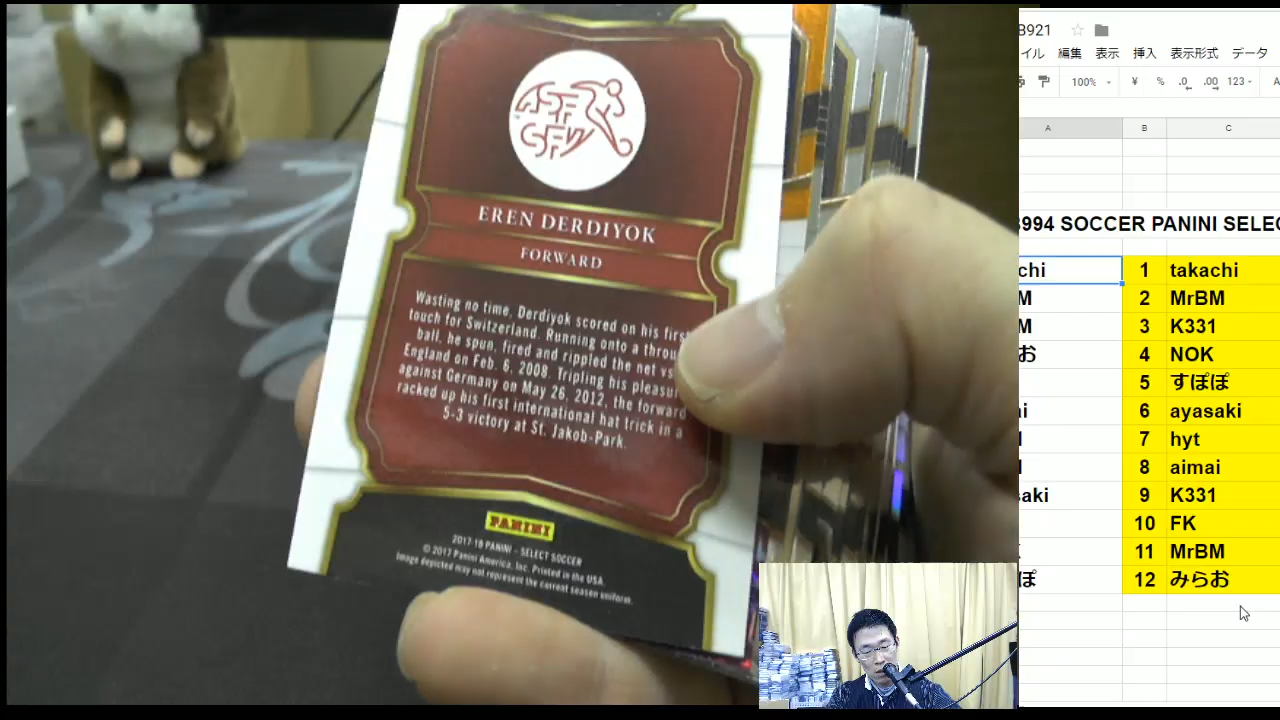 ASF
SFV
EREN DERDIYOK
FORWARD
Wasting no time, Derdiyok scored on his first
touch for Switzerland. Running onto a
ball, he spun, fired and rippled the net
England on Feb. 6, 2008. Tripling his
against Germany on May 26, 2012, the forward
racked up his first international hat trick in a
5-3 victory at St. Jakob-Park.
PANINI
2017-18 PANINI - SELECT SOCCER
© 2017 Panini America, Inc. Printed in the USA.
Image depicted may not represent the current season uniform.
B921
イル 編集 表示 挿入 表示形式 データ
100% ¥ % .0 .00 123
A B C
3994 SOCCER PANINI SELEC
chi 1 takachi
M 2 MrBM
M 3 K331
お 4 NOK
5 すぽぽ
ni 6 ayasaki
7 hyt
8 aimai
saki 9 K331
10 FK
11 MrBM
ぽ 12 みらお